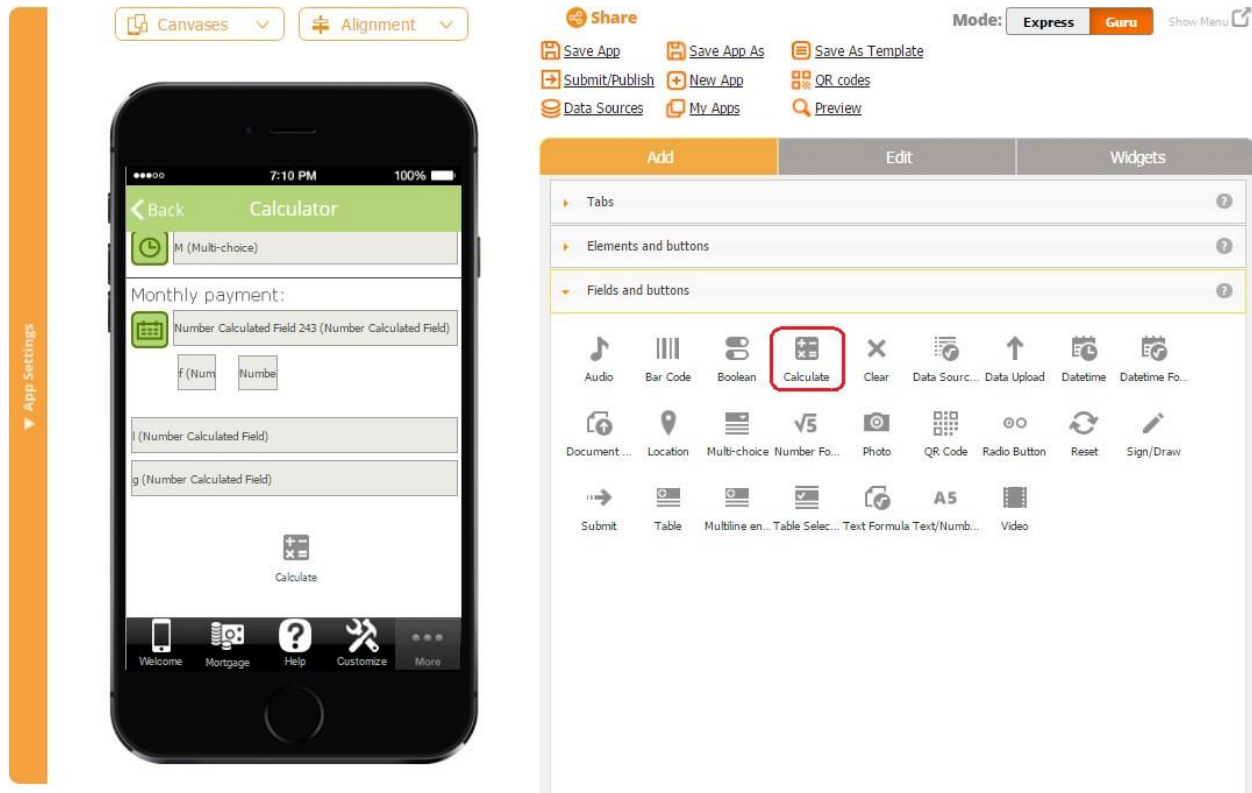 Canvases
Alignment
App Settings
7:10 PM
100%
Back
Calculator
M (Multi-choice)
Monthly payment:
Number Calculated Field 243 (Number Calculated Field)
f (Num
Numbe
l (Number Calculated Field)
g (Number Calculated Field)
Calculate
Welcome
Mortgage
Help
Customize
More
Share
Mode:
Express
Guru
Show Menu
Save App
Save App As
Save As Template
Submit/Publish
New App
QR codes
Data Sources
My Apps
Preview
Add
Edit
Widgets
Tabs
Elements and buttons
Fields and buttons
Audio
Bar Code
Boolean
Calculate
Clear
Data Sourc...
Data Upload
Datetime
Datetime Fo...
Document ...
Location
Multi-choice
Number Fo...
Photo
QR Code
Radio Button
Reset
Sign/Draw
Submit
Table
Multiline en...
Table Selec...
Text Formula
Text/Numb...
Video